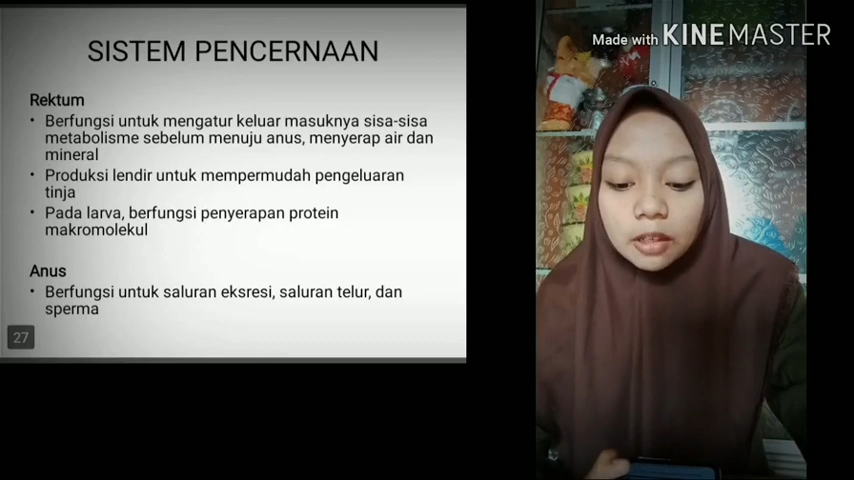 SISTEM PENCERNAAN
Rektum
• Berfungsi untuk mengatur keluar masuknya sisa-sisa
metabolisme sebelum menuju anus, menyerap air dan
mineral
• Produksi lendir untuk mempermudah pengeluaran
tinja
• Pada larva, berfungsi penyerapan protein
makromolekul
Anus
• Berfungsi untuk saluran eksresi, saluran telur, dan
sperma
27
Made with KINEMASTER